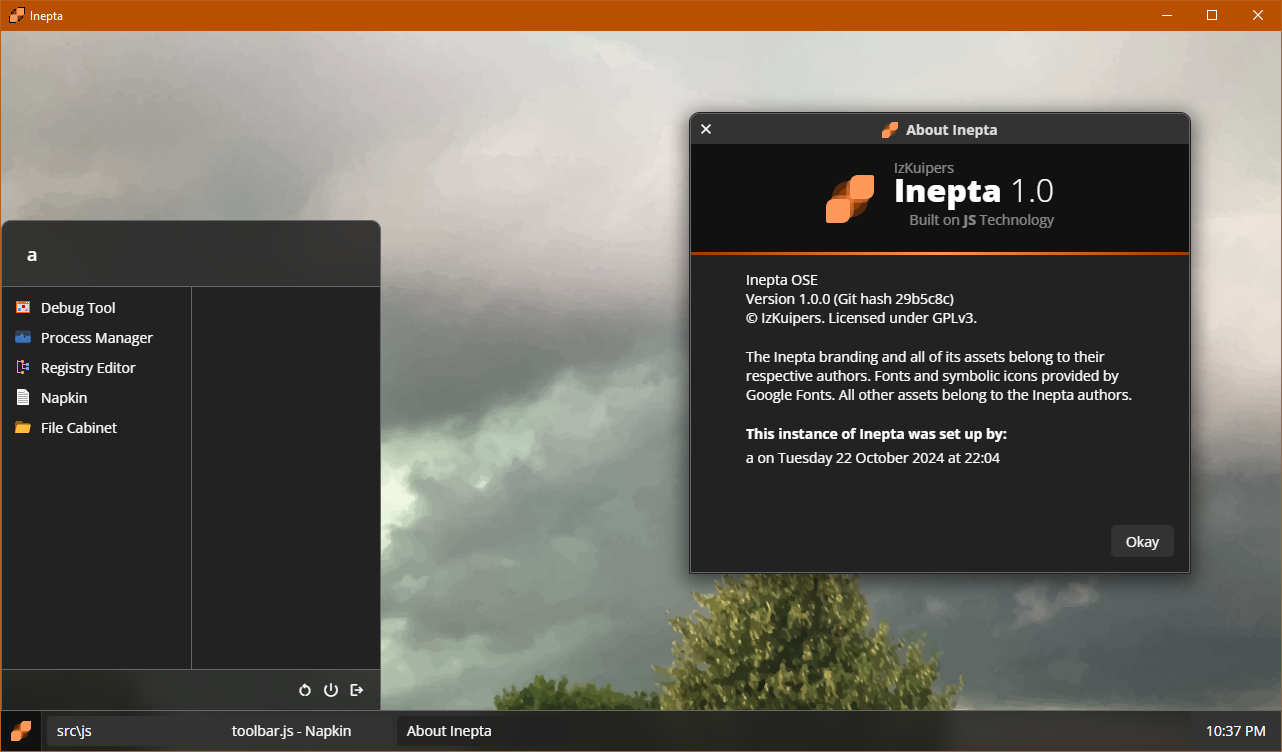 Inepta
About Inepta
IzKuipers
Inepta 1.0
Built on JS Technology
Inepta OSE
Version 1.0.0 (Git hash 29b5c8c)
© IzKuipers. Licensed under GPLv3.
The Inepta branding and all of its assets belong to their
respective authors. Fonts and symbolic icons provided by
Google Fonts. All other assets belong to the Inepta authors.
This instance of Inepta was set up by:
a on Tuesday 22 October 2024 at 22:04
Okay
a
Debug Tool
Process Manager
Registry Editor
Napkin
File Cabinet
src\js
toolbar.js - Napkin
About Inepta
10:37 PM